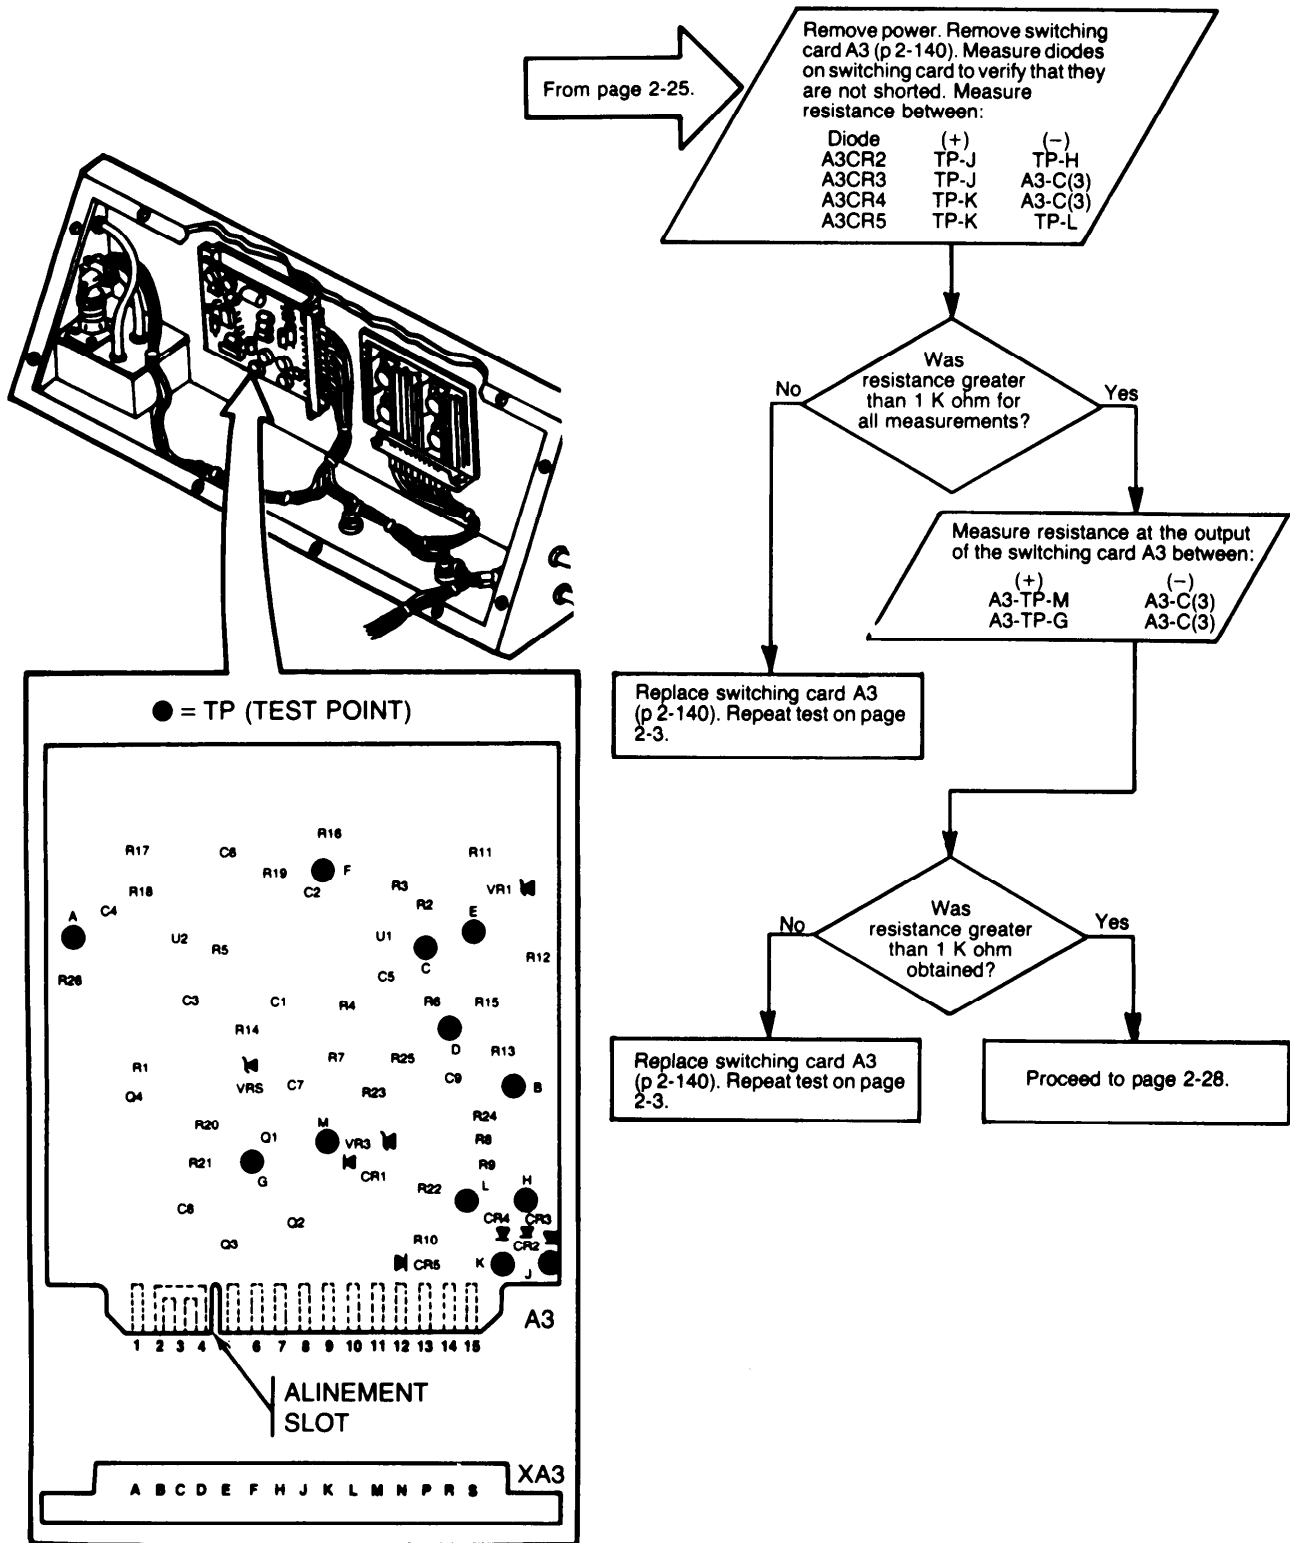 From page 2-25.
Remove power. Remove switching
card A3 (p 2-140). Measure diodes
on switching card to verify that they
are not shorted. Measure
resistance between:
Diode (+) (−)
A3CR2 TP-J TP-H
A3CR3 TP-J A3-C(3)
A3CR4 TP-K A3-C(3)
A3CR5 TP-K TP-L
Was
resistance greater
than 1 K ohm for
all measurements?
No
Yes
Measure resistance at the output
of the switching card A3 between:
(+) (−)
A3-TP-M A3-C(3)
A3-TP-G A3-C(3)
Replace switching card A3
(p 2-140). Repeat test on page
2-3.
Was
resistance greater
than 1 K ohm
obtained?
No
Yes
Replace switching card A3
(p 2-140). Repeat test on page
2-3.
Proceed to page 2-28.
● = TP (TEST POINT)
R16
R17 C6 R11
R19 F
R18 C2 R3 VR1
A C4 R2 E
U2 R5 U1 R12
C
R26 C5
C3 C1 R4 R6 R15
R14 D
R1 R7 R25 R13
VRS C7 C9 B
Q4 R23
R20 M R24
Q1 VR3 R8
R21 CR1 R9
G R22 L H
C8 Q2 CR4 CR3
Q3 R10 CR2
CR5 K J
A3
1 2 3 4 6 7 8 9 10 11 12 13 14 15
ALINEMENT
SLOT
XA3
A B C D E F H J K L M N P R S